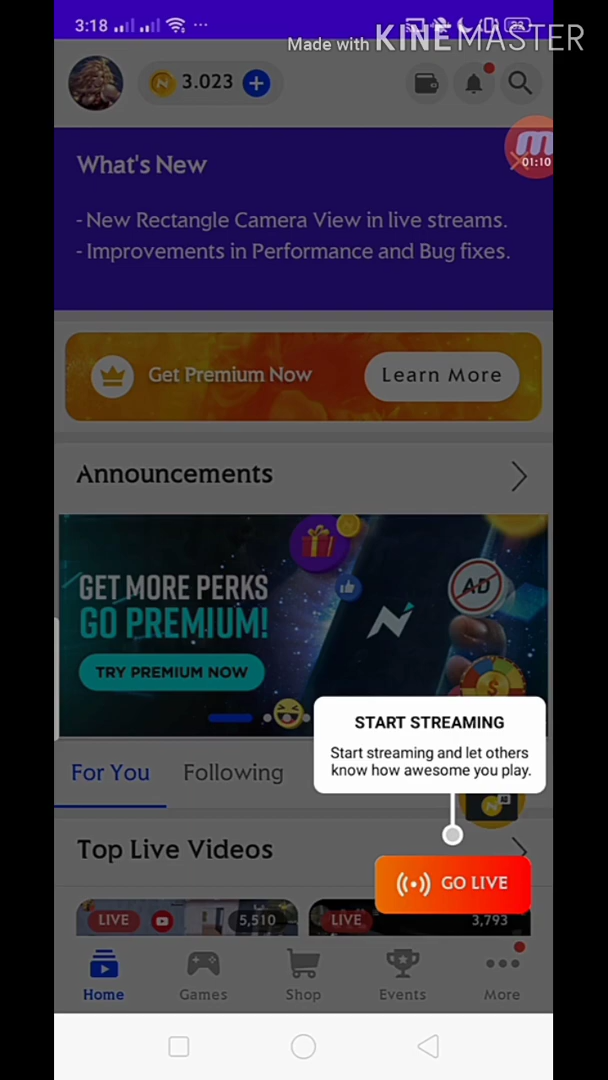 3:18
32
Made with KINEMASTER
3.023
01:10
What's New
- New Rectangle Camera View in live streams.
- Improvements in Performance and Bug fixes.
Get Premium Now
Learn More
Announcements
GET MORE PERKS
GO PREMIUM!
AD
TRY PREMIUM NOW
START STREAMING
Start streaming and let others
know how awesome you play.
For You
Following
Top Live Videos
GO LIVE
LIVE
5,510
LIVE
3,793
Home
Games
Shop
Events
More